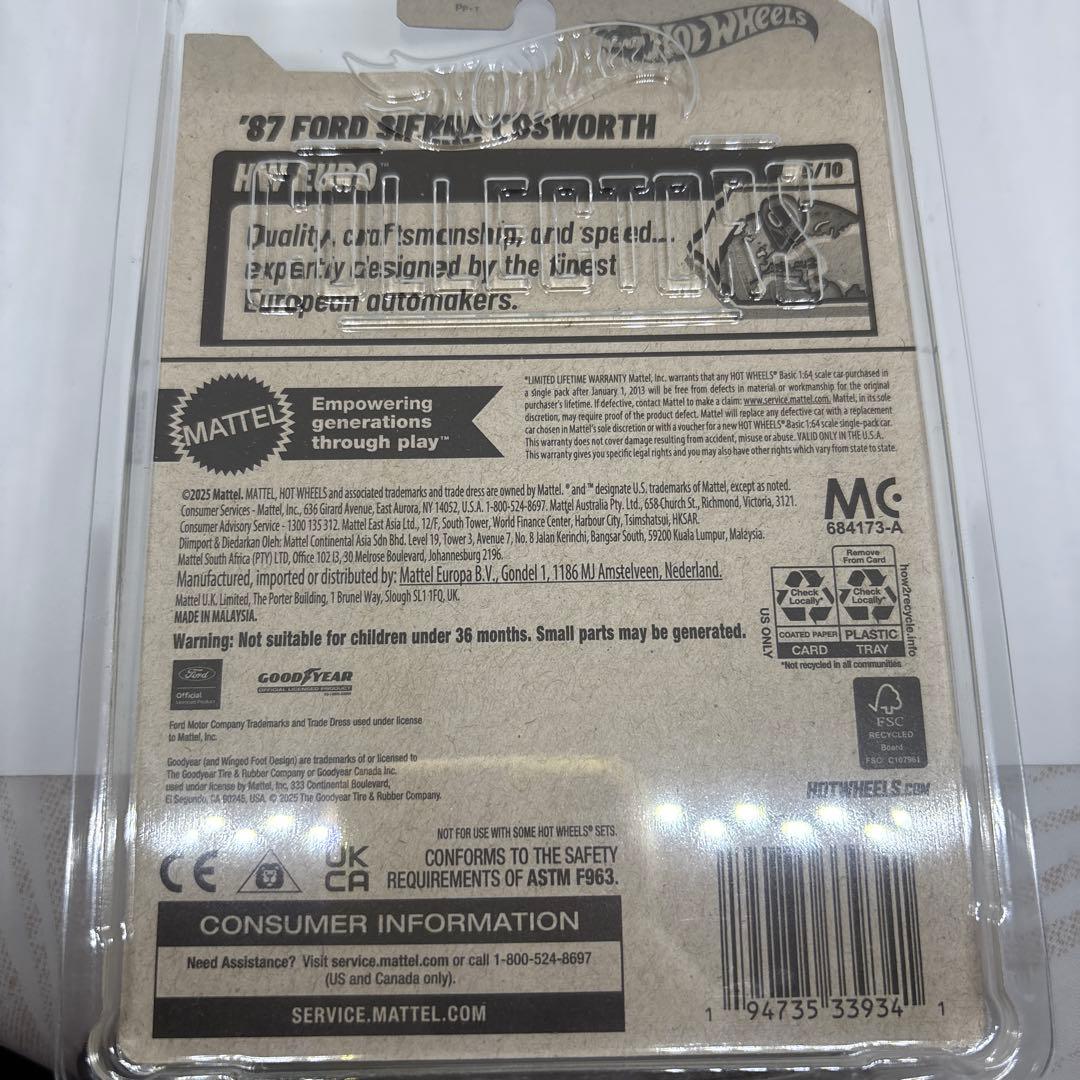 HOT WHEELS
'87 FORD SIERRA COSWORTH
HW EURO™
/10
COLLECTORS
Quality, craftsmanship, and speed...
expertly designed by the finest
European automakers.
MATTEL
Empowering
generations
through play™
*LIMITED LIFETIME WARRANTY Mattel, Inc. warrants that any HOT WHEELS® Basic 1:64 scale car purchased in
a single pack after January 1, 2013 will be free from defects in material or workmanship for the original
purchaser's lifetime. If defective, contact Mattel to make a claim: www.service.mattel.com. Mattel, in its sole
discretion, may require proof of the product defect. Mattel will replace any defective car with a replacement
car chosen in Mattel's sole discretion or with a voucher for a new HOT WHEELS® Basic 1:64 scale single-pack car.
This warranty does not cover damage resulting from accident, misuse or abuse. VALID ONLY IN THE U.S.A.
This warranty gives you specific legal rights and you may also have other rights which vary from state to state.
©2025 Mattel. MATTEL, HOT WHEELS and associated trademarks and trade dress are owned by Mattel. ® and ™ designate U.S. trademarks of Mattel, except as noted.
Consumer Services - Mattel, Inc., 636 Girard Avenue, East Aurora, NY 14052, U.S.A. 1-800-524-8697. Mattel Australia Pty. Ltd., 658 Church St., Richmond, Victoria, 3121.
Consumer Advisory Service - 1300 135 312. Mattel East Asia Ltd., 12/F, South Tower, World Finance Center, Harbour City, Tsimshatsui, HKSAR.
Diimport & Diedarkan Oleh: Mattel Continental Asia Sdn Bhd. Level 19, Tower 3, Avenue 7, No. 8 Jalan Kerinchi, Bangsar South, 59200 Kuala Lumpur, Malaysia.
Mattel South Africa (PTY) LTD, Office 102 I3, 30 Melrose Boulevard, Johannesburg 2196.
Manufactured, imported or distributed by: Mattel Europa B.V., Gondel 1, 1186 MJ Amstelveen, Nederland.
Mattel U.K. Limited, The Porter Building, 1 Brunel Way, Slough SL1 1FQ, UK.
MADE IN MALAYSIA.
Warning: Not suitable for children under 36 months. Small parts may be generated.
MC
684173-A
Remove
From Card
Check
Locally*
Check
Locally*
COATED PAPER
PLASTIC
CARD
TRAY
US ONLY
how2recycle.info
*Not recycled in all communities
Ford
Official
Licensed Product
GOODYEAR
OFFICIAL LICENSED PRODUCT
Ford Motor Company Trademarks and Trade Dress used under license
to Mattel, Inc.
Goodyear (and Winged Foot Design) are trademarks of or licensed to
The Goodyear Tire & Rubber Company or Goodyear Canada Inc.
used under license by Mattel, Inc, 333 Continental Boulevard,
El Segundo, CA 90245, USA. © 2025 The Goodyear Tire & Rubber Company.
FSC
RECYCLED
Board
FSC® C107961
HOTWHEELS.COM
NOT FOR USE WITH SOME HOT WHEELS® SETS.
CE
UK
CA
CONFORMS TO THE SAFETY
REQUIREMENTS OF ASTM F963.
CONSUMER INFORMATION
Need Assistance? Visit service.mattel.com or call 1-800-524-8697
(US and Canada only).
SERVICE.MATTEL.COM
1 94735 33934 1